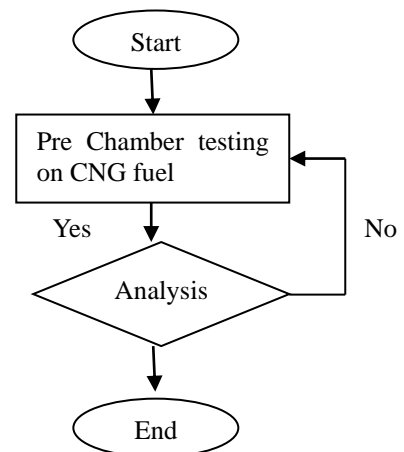 Start
Pre Chamber testing
on CNG fuel
Yes
No
Analysis
End